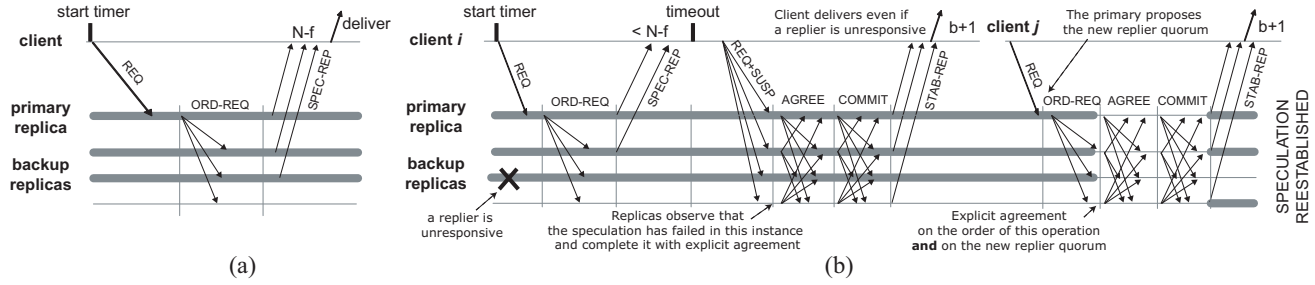 start timer
deliver
N-f
client
REQ
SPEC-REP
ORD-REQ
primary
replica
backup
replicas
(a)
start timer
timeout
Client delivers even if
a replier is unresponsive
b+1
< N-f
client i
REQ
SPEC-REP
REQ+SUSP
STAB-REP
ORD-REQ
AGREE
COMMIT
primary
replica
backup
replicas
a replier is
unresponsive
Replicas observe that
the speculation has failed in this instance
and complete it with explicit agreement
The primary proposes
the new replier quorum
client j
b+1
REQ
STAB-REP
ORD-REQ
AGREE
COMMIT
Explicit agreement
on the order of this operation
and on the new replier quorum
SPECULATION
REESTABLISHED
(b)